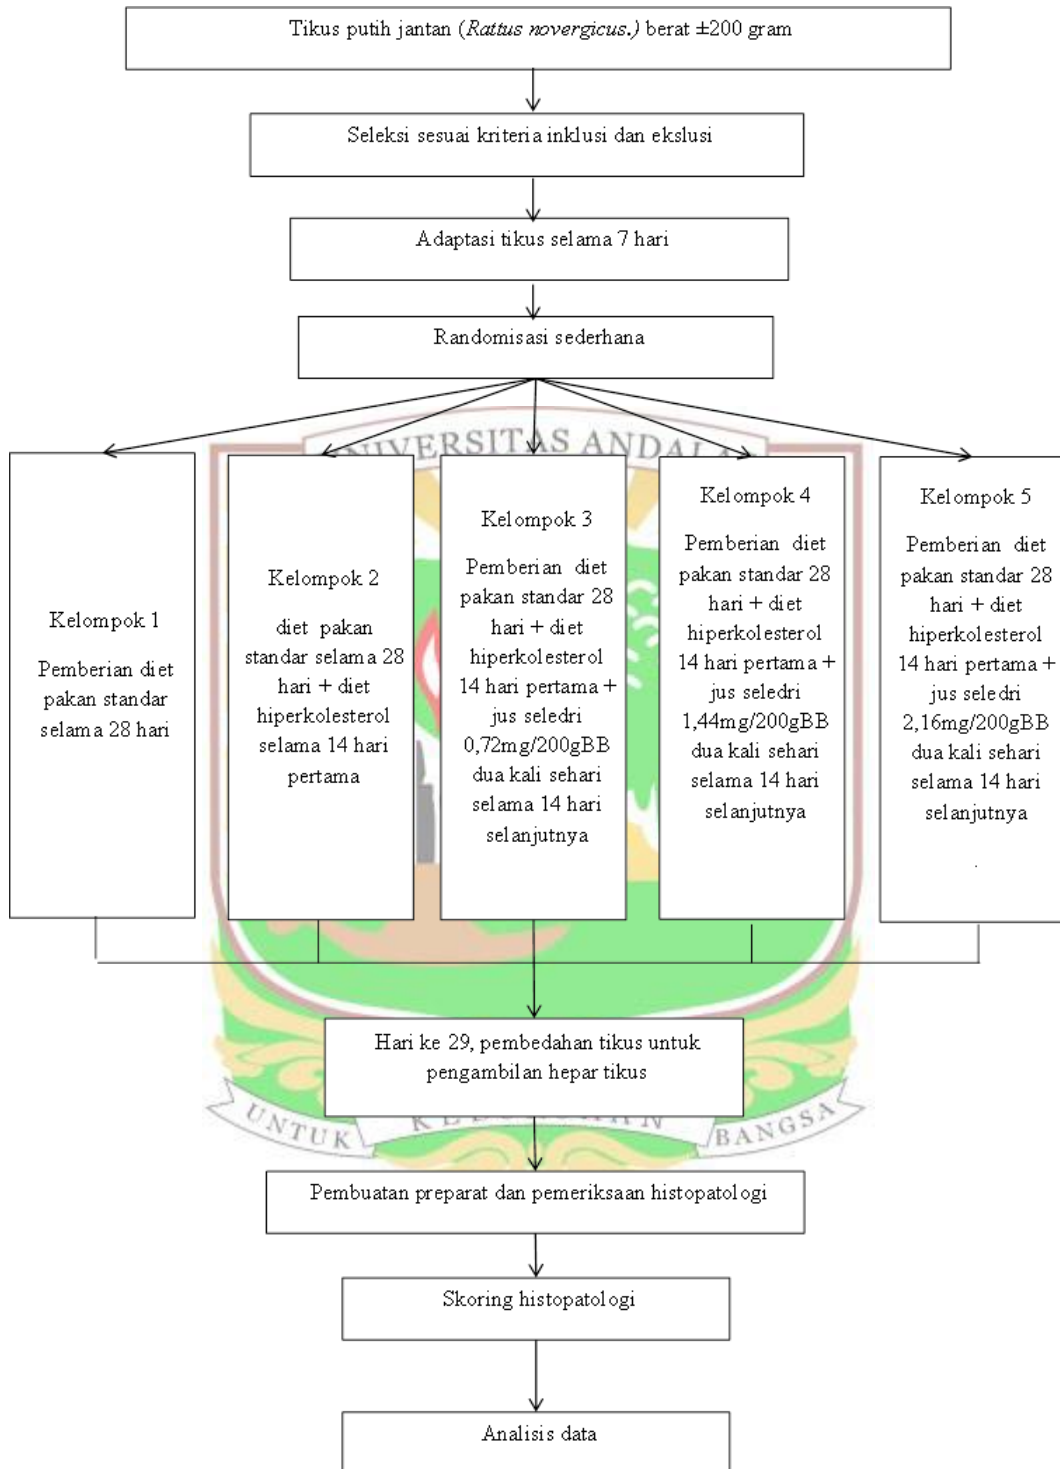 Tikus putih jantan (Rattus novergicus.) berat ±200 gram
Seleksi sesuai kriteria inklusi dan ekslusi
Adaptasi tikus selama 7 hari
Randomisasi sederhana
UNIVERSITAS ANDALAS
Kelompok 1
Pemberian diet
pakan standar
selama 28 hari
Kelompok 2
diet pakan
standar selama 28
hari + diet
hiperkolesterol
selama 14 hari
pertama
Kelompok 3
Pemberian diet
pakan standar 28
hari + diet
hiperkolesterol
14 hari pertama +
jus seledri
0,72mg/200gBB
dua kali sehari
selama 14 hari
selanjutnya
Kelompok 4
Pemberian diet
pakan standar 28
hari + diet
hiperkolesterol
14 hari pertama +
jus seledri
1,44mg/200gBB
dua kali sehari
selama 14 hari
selanjutnya
Kelompok 5
Pemberian diet
pakan standar 28
hari + diet
hiperkolesterol
14 hari pertama +
jus seledri
2,16mg/200gBB
dua kali sehari
selama 14 hari
selanjutnya
.
Hari ke 29, pembedahan tikus untuk
pengambilan hepar tikus
UNTUK BANGSA
Pembuatan preparat dan pemeriksaan histopatologi
Skoring histopatologi
Analisis data